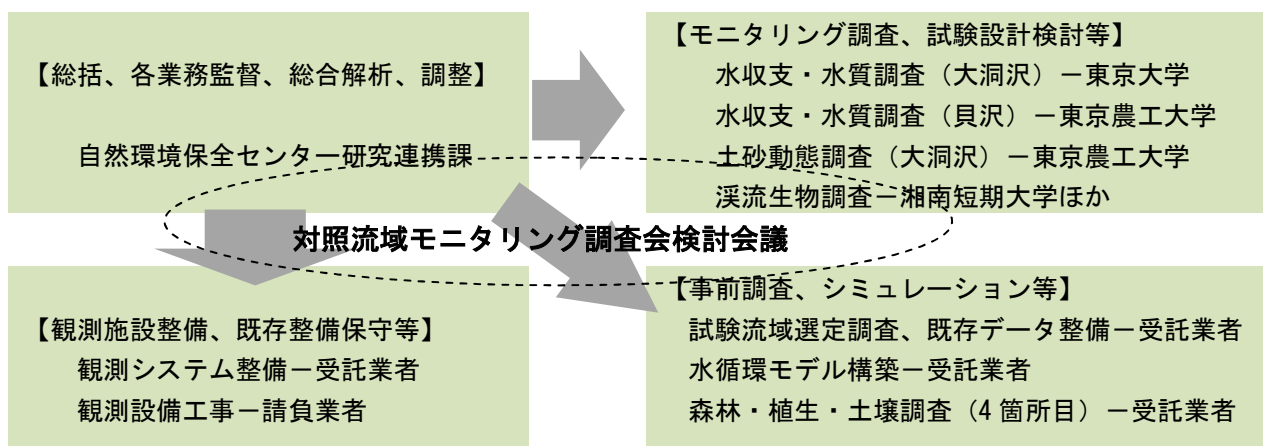 【総括、各業務監督、総合解析、調整】
自然環境保全センター研究連携課
【モニタリング調査、試験設計検討等】
水収支・水質調査（大洞沢）－東京大学
水収支・水質調査（貝沢）－東京農工大学
土砂動態調査（大洞沢）－東京農工大学
渓流生物調査－湘南短期大学ほか
対照流域モニタリング調査会検討会議
【観測施設整備、既存整備保守等】
観測システム整備－受託業者
観測設備工事－請負業者
【事前調査、シミュレーション等】
試験流域選定調査、既存データ整備－受託業者
水循環モデル構築－受託業者
森林・植生・土壌調査（4 箇所目）－受託業者